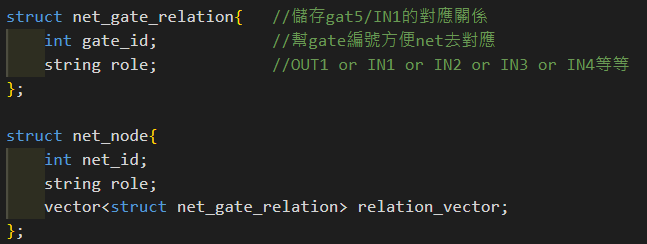 struct net_gate_relation{   //儲存gat5/IN1的對應關係
    int gate_id;            //幫gate編號方便net去對應
    string role;            //OUT1 or IN1 or IN2 or IN3 or IN4等等
};
struct net_node{
    int net_id;
    string role;
    vector<struct net_gate_relation> relation_vector;
};